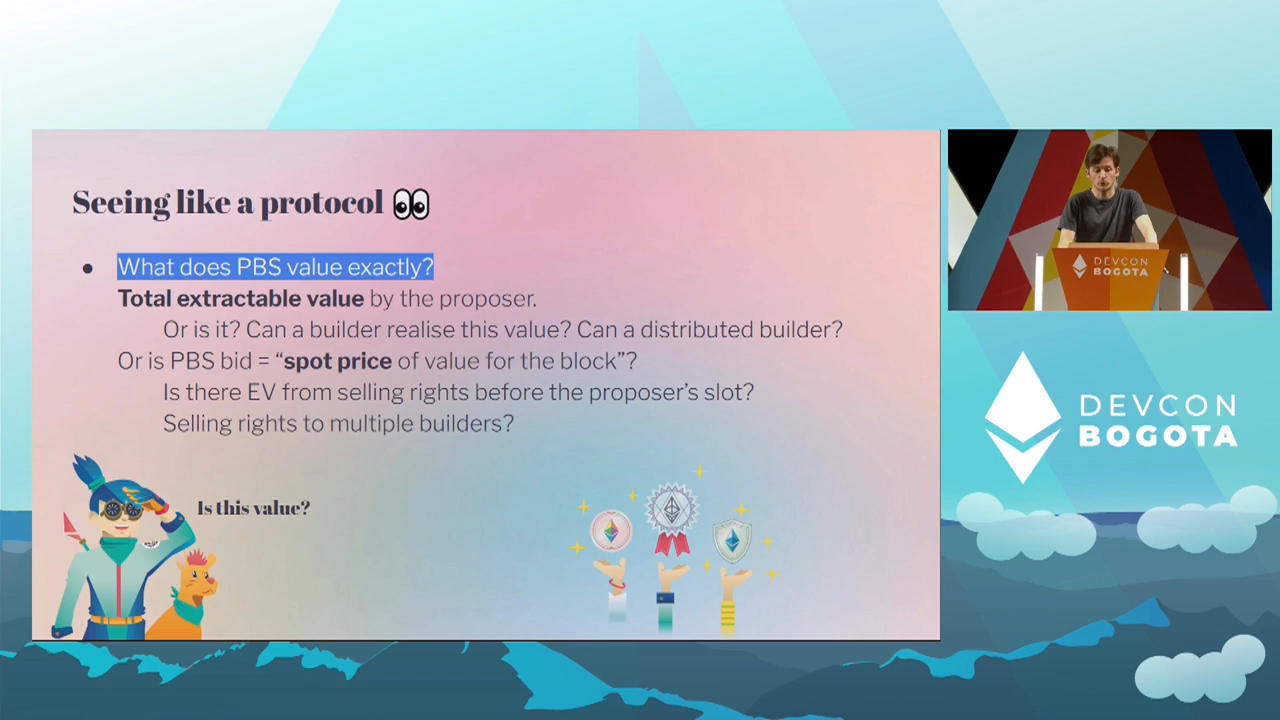 Seeing like a protocol 👀
● What does PBS value exactly?
Total extractable value by the proposer.
Or is it? Can a builder realise this value? Can a distributed builder?
Or is PBS bid = “spot price of value for the block”?
Is there EV from selling rights before the proposer’s slot?
Selling rights to multiple builders?
Is this value?
DEVCON
BOGOTA
DEVCON
BOGOTA